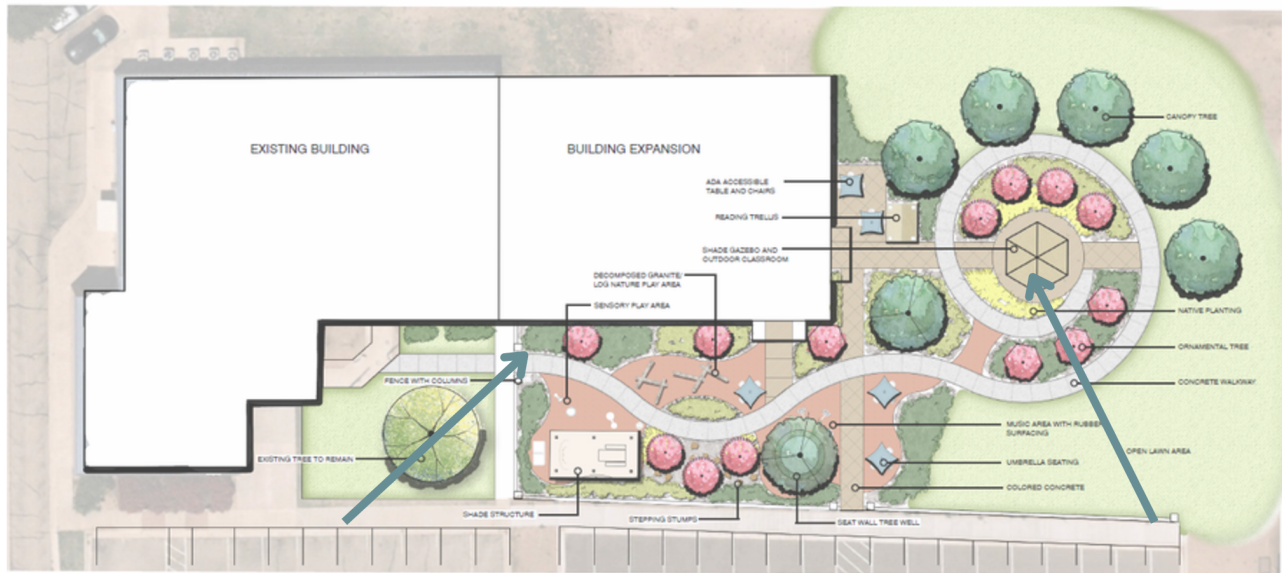 EXISTING BUILDING
BUILDING EXPANSION
CANOPY TREE
ADA ACCESSIBLE
TABLE AND CHAIRS
READING TRELLIS
SHADE GAZEBO AND
OUTDOOR CLASSROOM
DECOMPOSED GRANITE/
LOG NATURE PLAY AREA
SENSORY PLAY AREA
NATIVE PLANTING
ORNAMENTAL TREE
FENCE WITH COLUMNS
CONCRETE WALKWAY
MUSIC AREA WITH RUBBER
SURFACING
OPEN LAWN AREA
EXISTING TREE TO REMAIN
UMBRELLA SEATING
COLORED CONCRETE
SHADE STRUCTURE
STEPPING STUMPS
SEAT WALL TREE WELL